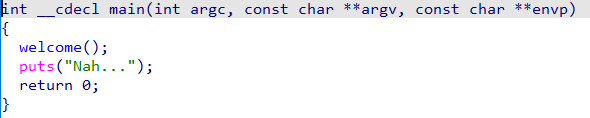 int __cdecl main(int argc, const char **argv, const char **envp)
{
  welcome();
  puts("Nah...");
  return 0;
}